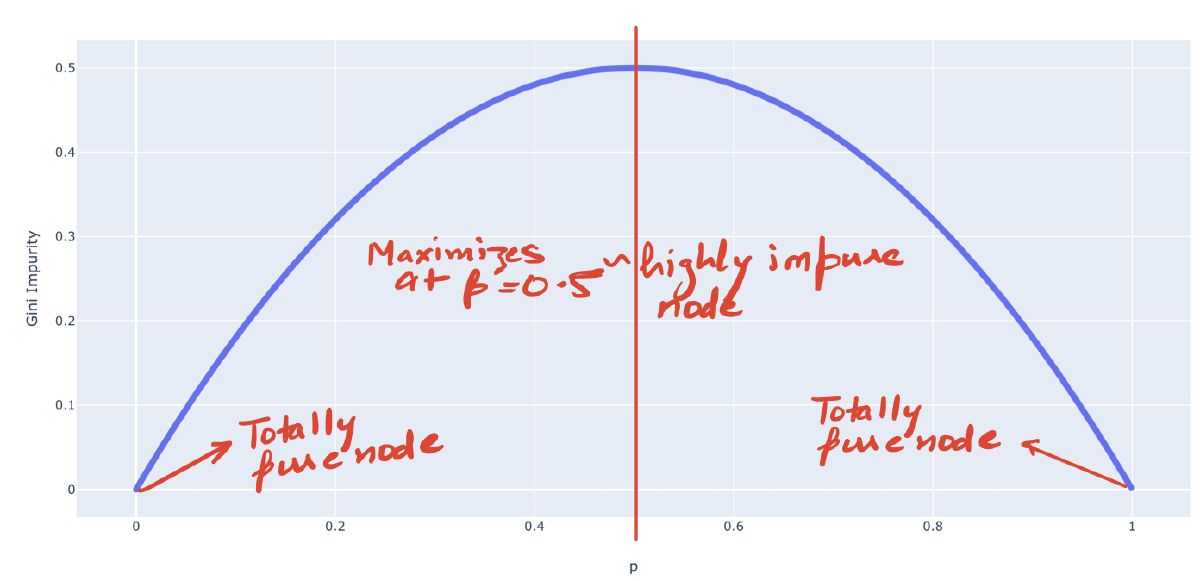 0.5
0.4
0.3
0.2
0.1
0
Gini Impurity
Maximizes
at p=0.5 ~ highly impure
node
Totally
pure node
Totally
pure node
0 0.2 0.4 0.6 0.8 1
p